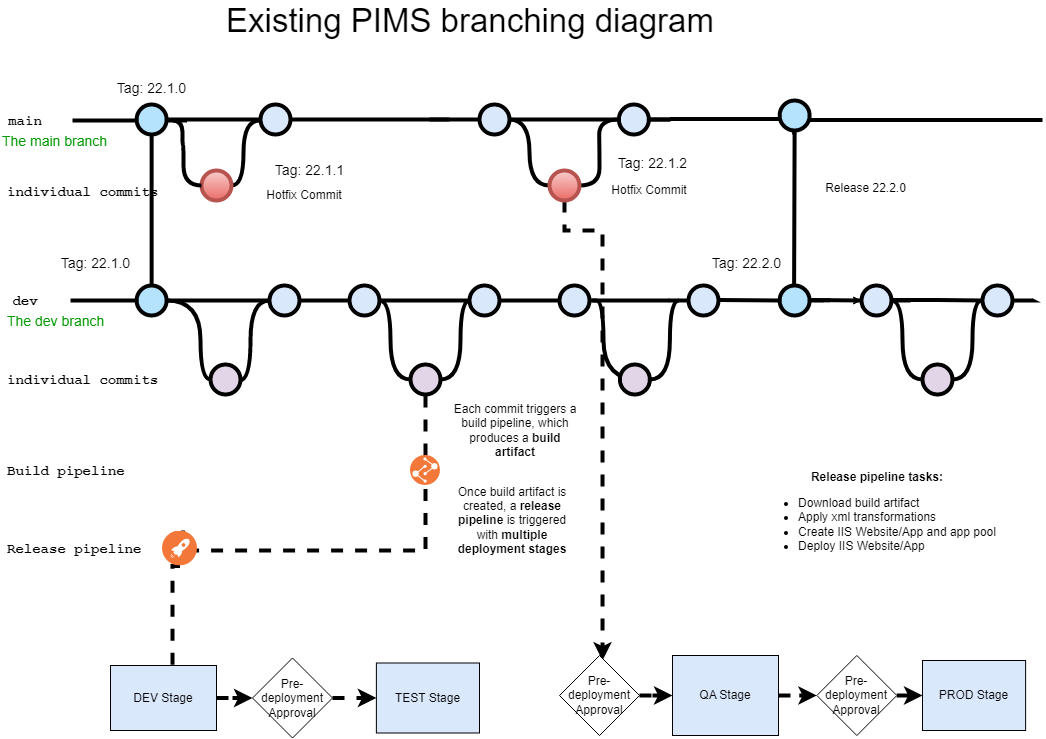 Existing PIMS branching diagram
Tag: 22.1.0
main
The main branch
Tag: 22.1.1
Hotfix Commit
Tag: 22.1.2
Hotfix Commit
individual commits
Release 22.2.0
Tag: 22.1.0
Tag: 22.2.0
dev
The dev branch
individual commits
Each commit triggers a
build pipeline, which
produces a build
artifact
Build pipeline
Once build artifact is
created, a release
pipeline is triggered
with multiple
deployment stages
Release pipeline
Release pipeline tasks:
Download build artifact
Apply xml transformations
Create IIS Website/App and app pool
Deploy IIS Website/App
DEV Stage
Pre-
deployment
Approval
TEST Stage
Pre-
deployment
Approval
QA Stage
Pre-
deployment
Approval
PROD Stage